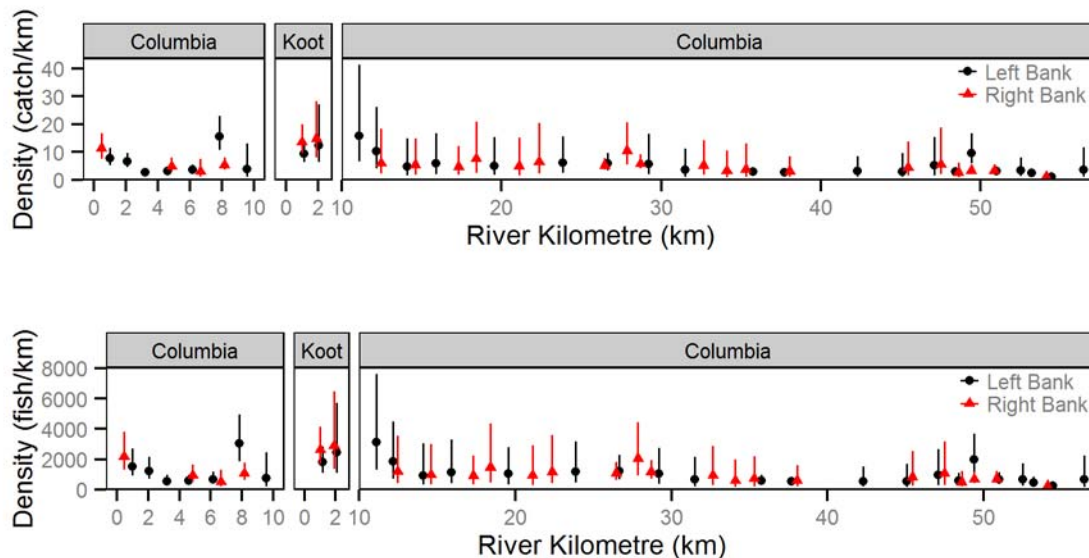 Columbia Koot Columbia
Density (catch/km)
40
30
20
10
0
Left Bank
Right Bank
0 2 4 6 8 10 0 2 10 20 30 40 50
River Kilometre (km)
Columbia Koot Columbia
Density (fish/km)
8000
6000
4000
2000
0
Left Bank
Right Bank
0 2 4 6 8 10 0 2 10 20 30 40 50
River Kilometre (km)